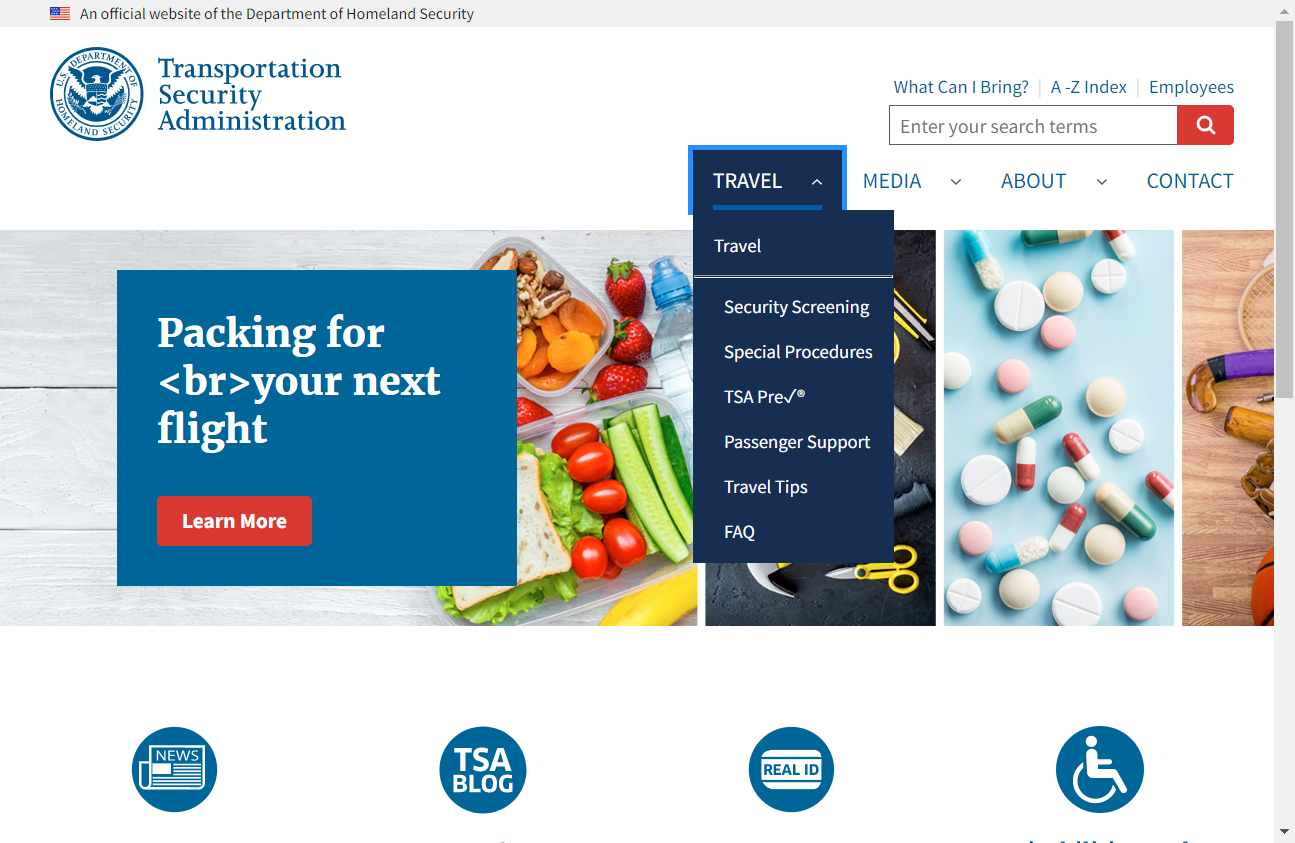 An official website of the Department of Homeland Security
U.S. DEPARTMENT OF
HOMELAND SECURITY
Transportation
Security
Administration
What Can I Bring?
A -Z Index
Employees
Enter your search terms
TRAVEL
MEDIA
ABOUT
CONTACT
Travel
Security Screening
Special Procedures
TSA Pre✓®
Passenger Support
Travel Tips
FAQ
Packing for
<br>your next
flight
Learn More
NEWS
TSA
BLOG
REAL ID